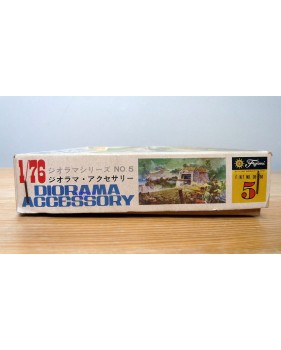 1/76
ジオラマシリーズ NO 5
ジオラマ・アクセサリー
DIORAMA
ACCESSORY
Fujimi
5